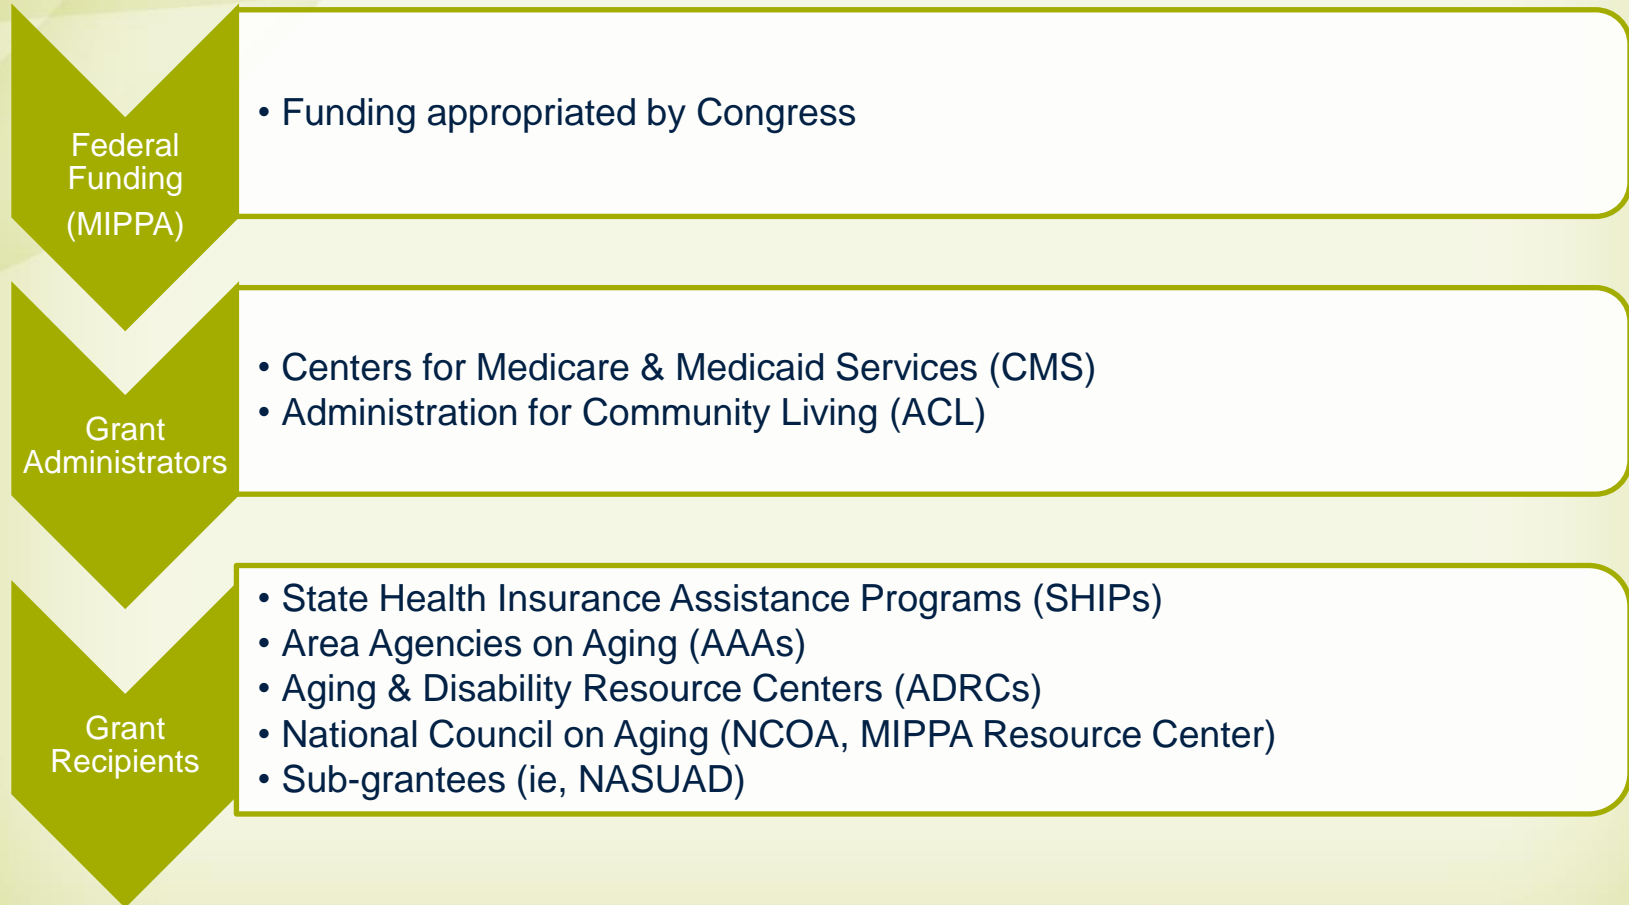 Federal
Funding
(MIPPA)
• Funding appropriated by Congress
Grant
Administrators
• Centers for Medicare & Medicaid Services (CMS)
• Administration for Community Living (ACL)
Grant
Recipients
• State Health Insurance Assistance Programs (SHIPs)
• Area Agencies on Aging (AAAs)
• Aging & Disability Resource Centers (ADRCs)
• National Council on Aging (NCOA, MIPPA Resource Center)
• Sub-grantees (ie, NASUAD)